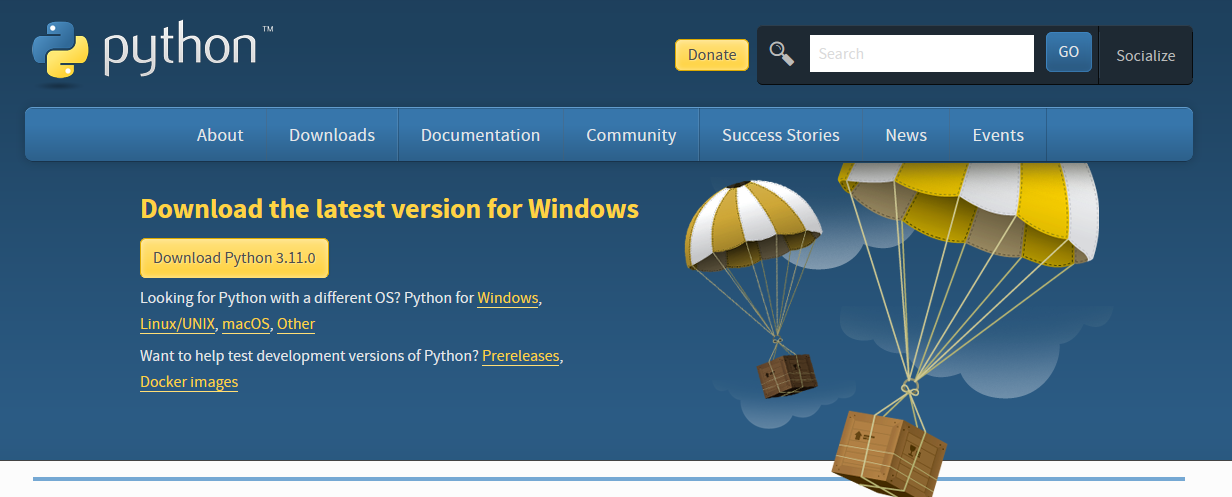 python™
Donate
Search
GO
Socialize
About Downloads Documentation Community Success Stories News Events
Download the latest version for Windows
Download Python 3.11.0
Looking for Python with a different OS? Python for Windows,
Linux/UNIX, macOS, Other
Want to help test development versions of Python? Prereleases,
Docker images